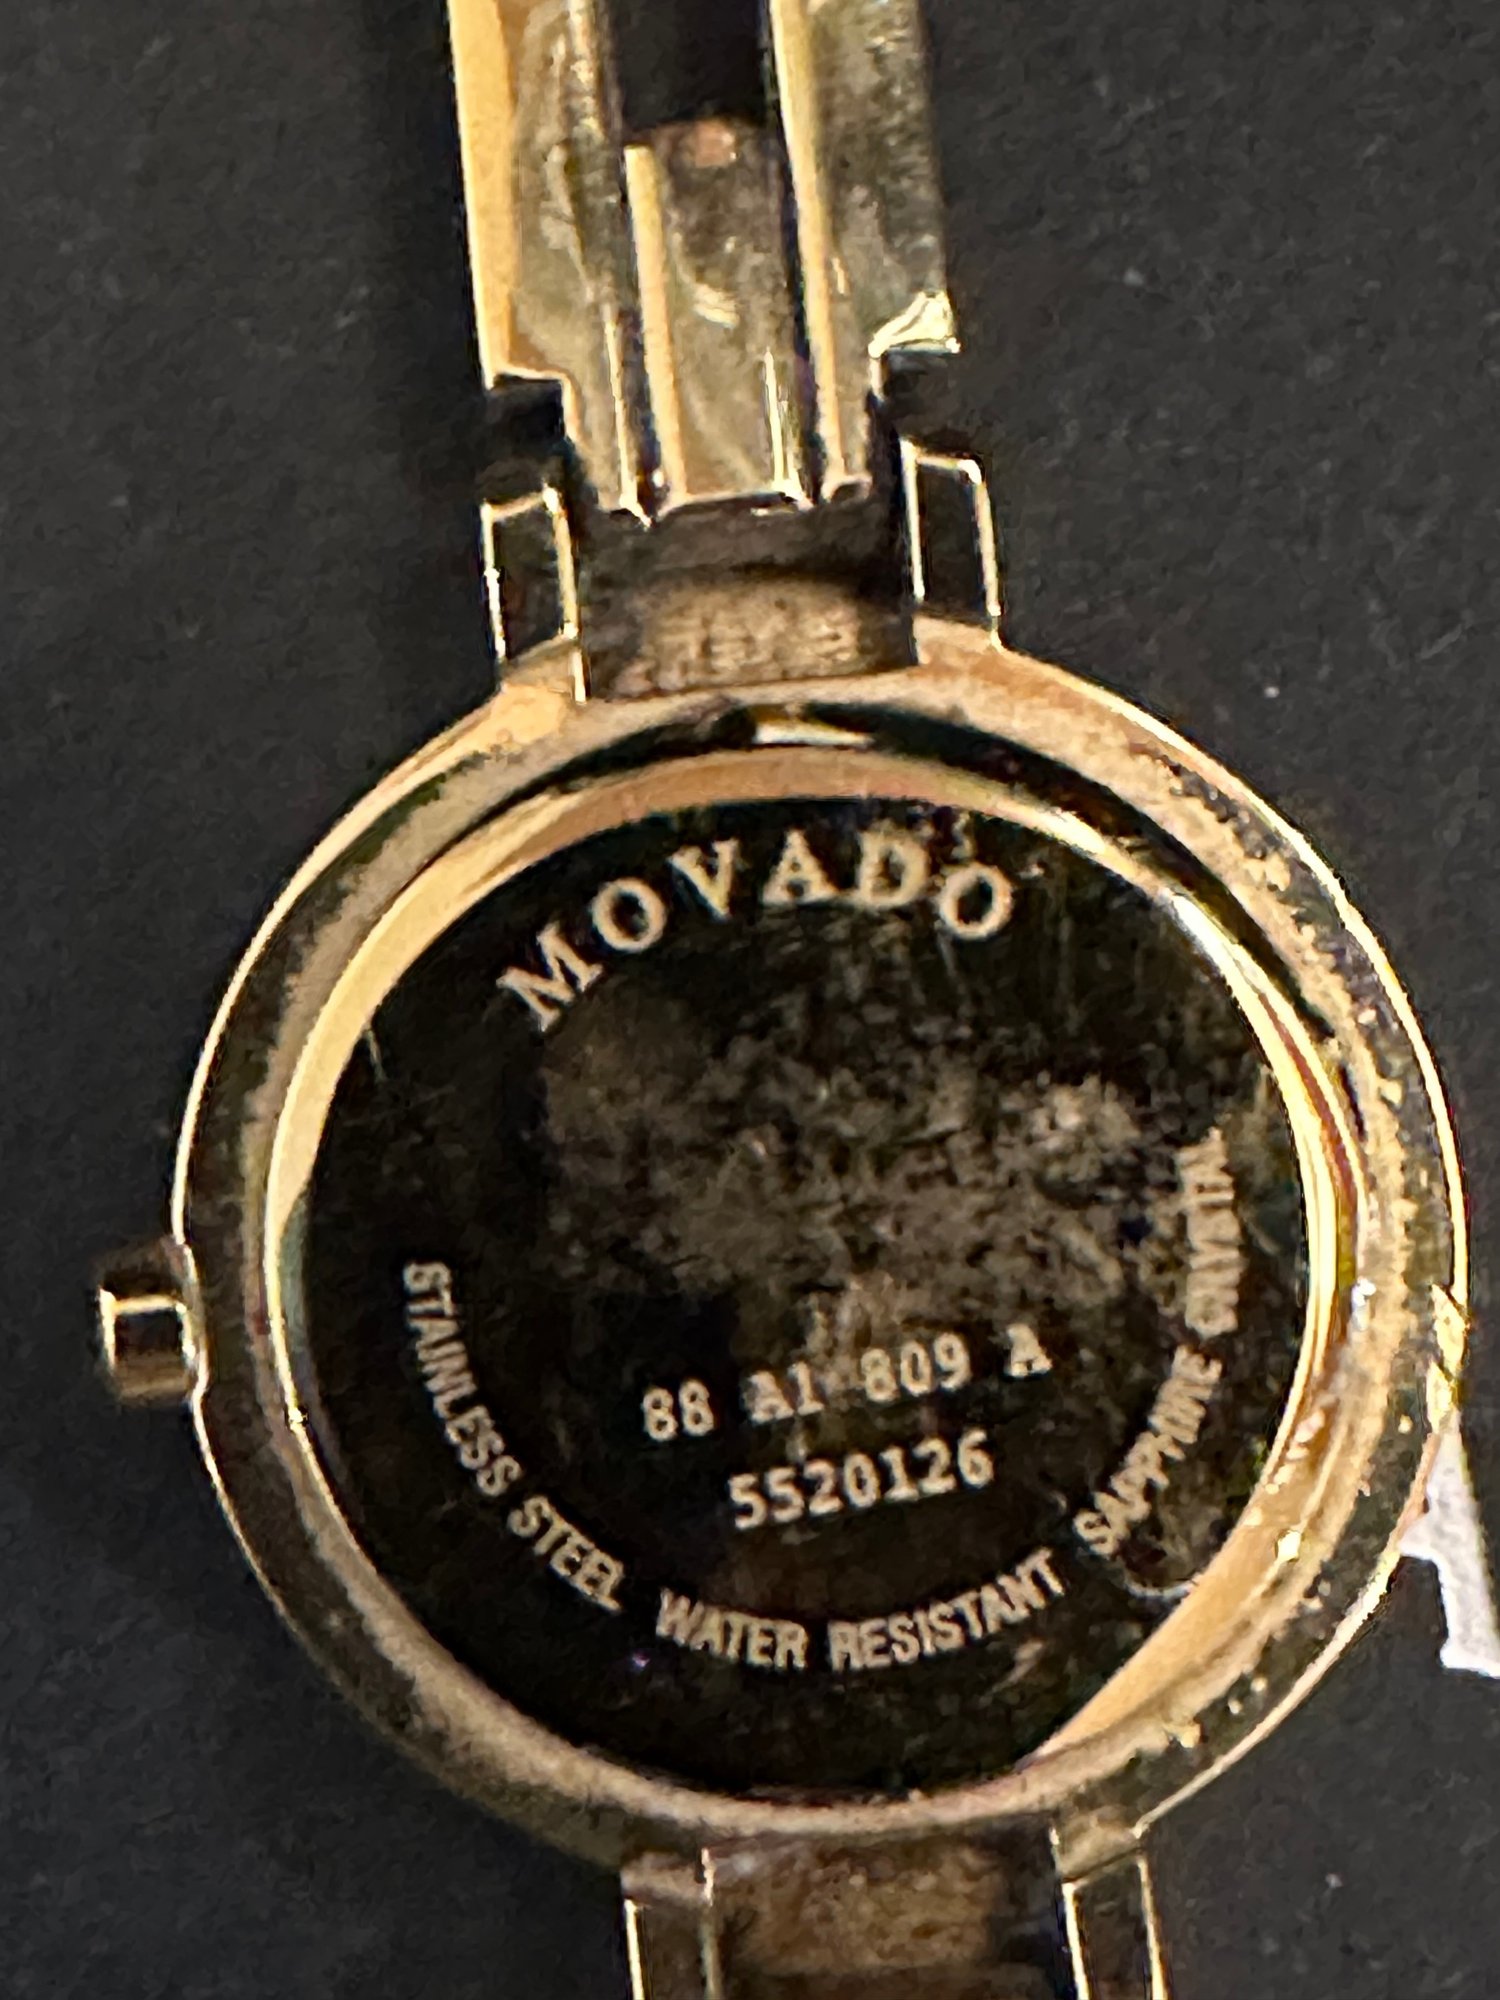 MOVADO
88 A1 809 A
5520126
STAINLESS STEEL WATER RESISTANT SAPPHIRE CRYSTAL